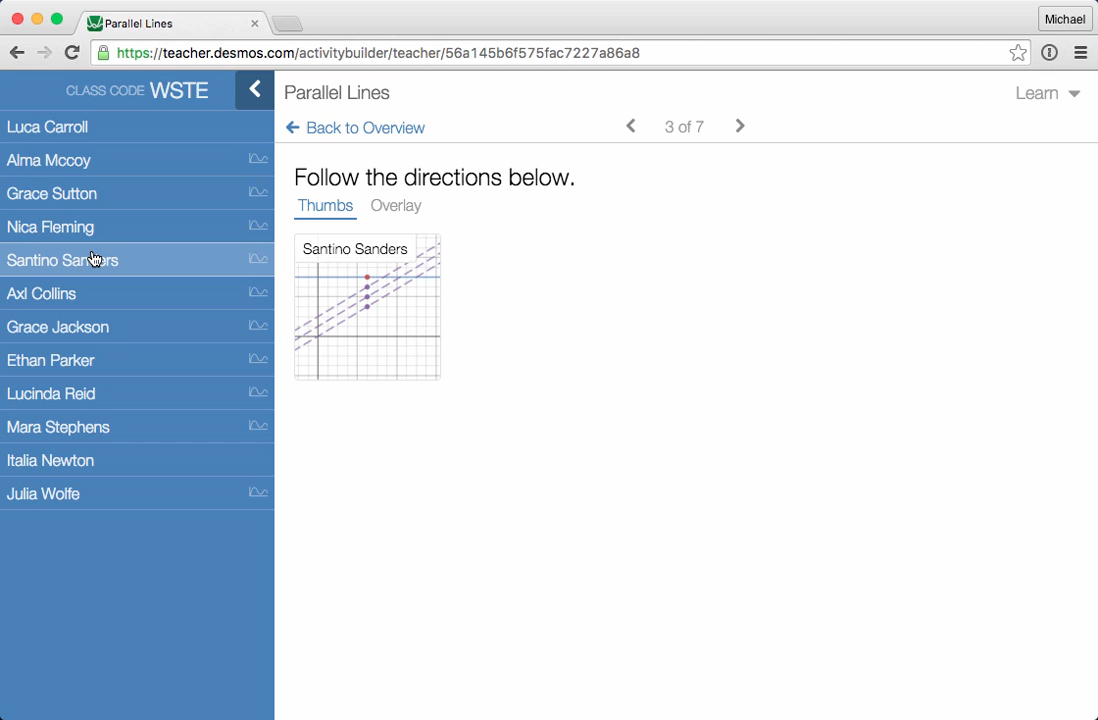 Parallel Lines
Michael
https://teacher.desmos.com/activitybuilder/teacher/56a145b6f575fac7227a86a8
CLASS CODE WSTE
Parallel Lines
Learn
Back to Overview
3 of 7
Luca Carroll
Alma Mccoy
Grace Sutton
Nica Fleming
Santino Sanders
Axl Collins
Grace Jackson
Ethan Parker
Lucinda Reid
Mara Stephens
Italia Newton
Julia Wolfe
Follow the directions below.
Thumbs Overlay
Santino Sanders